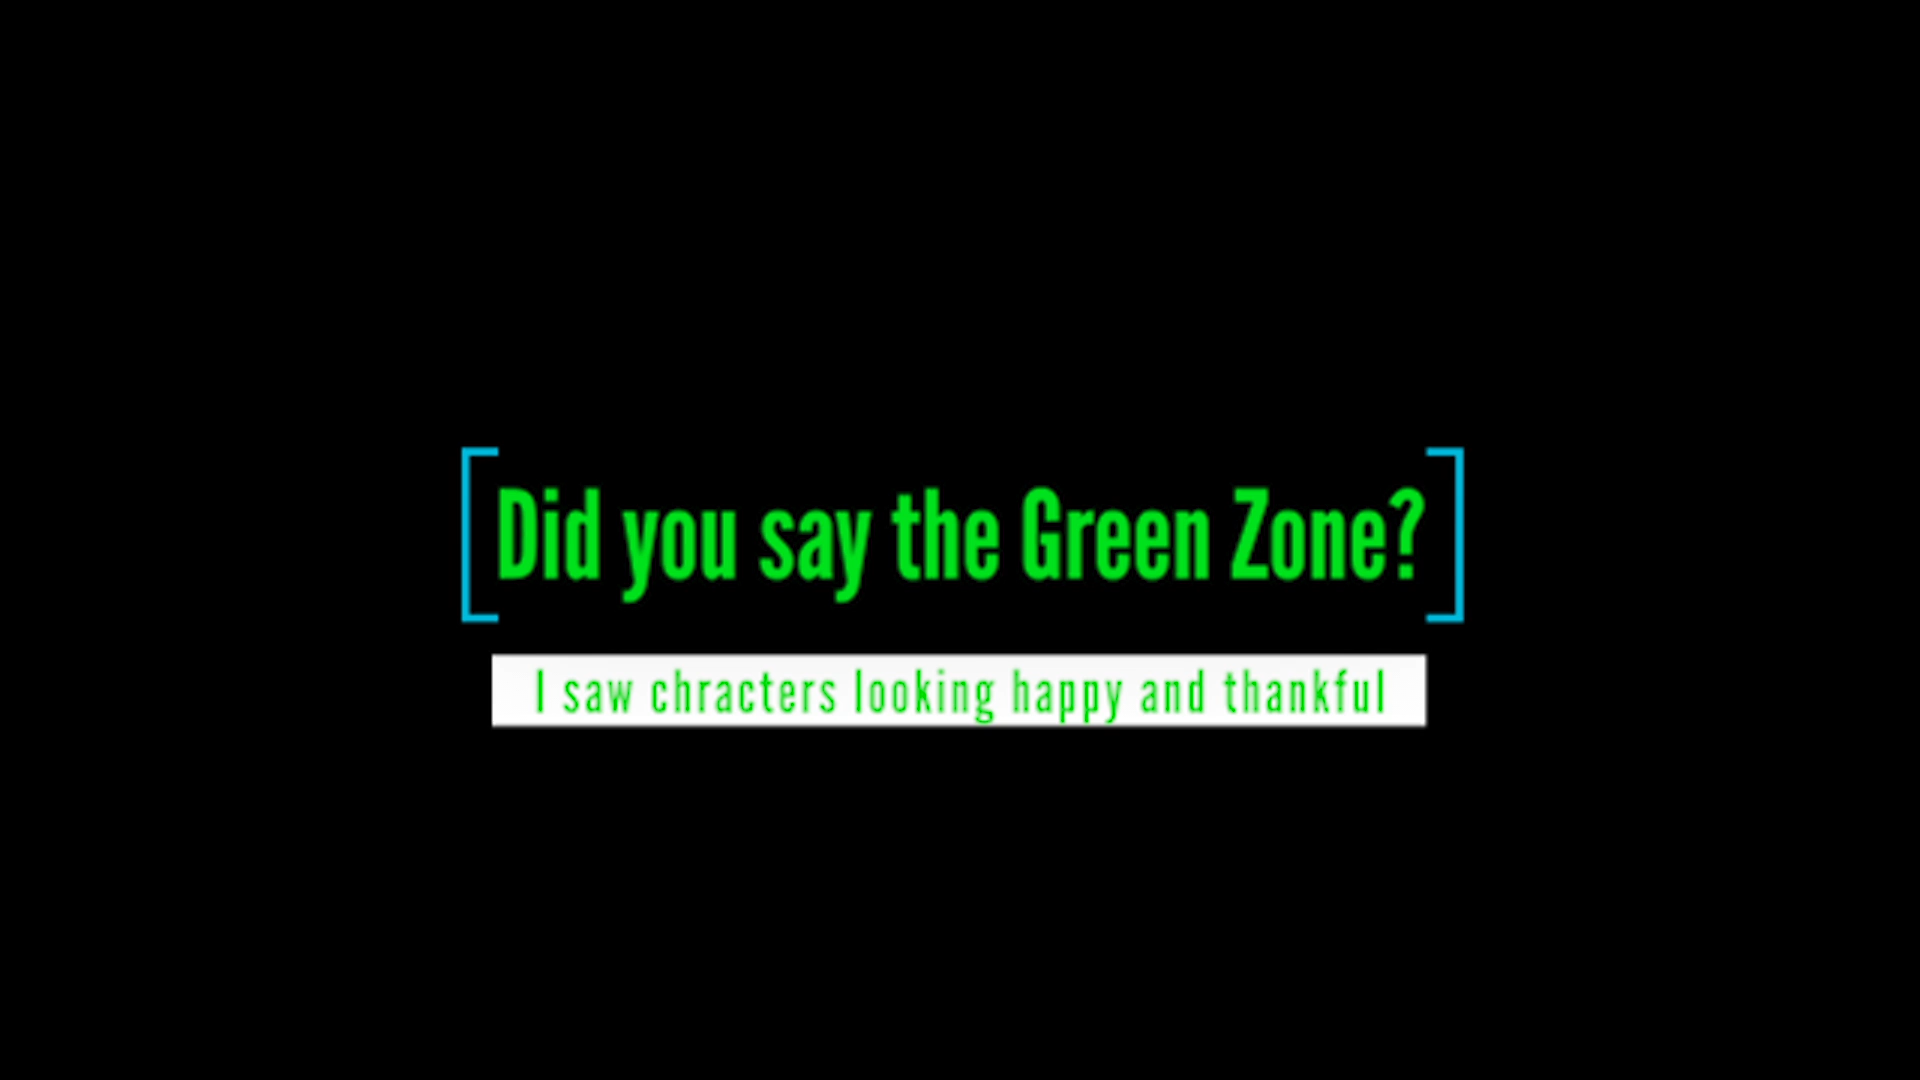 Did you say the Green Zone?
I saw chracters looking happy and thankful